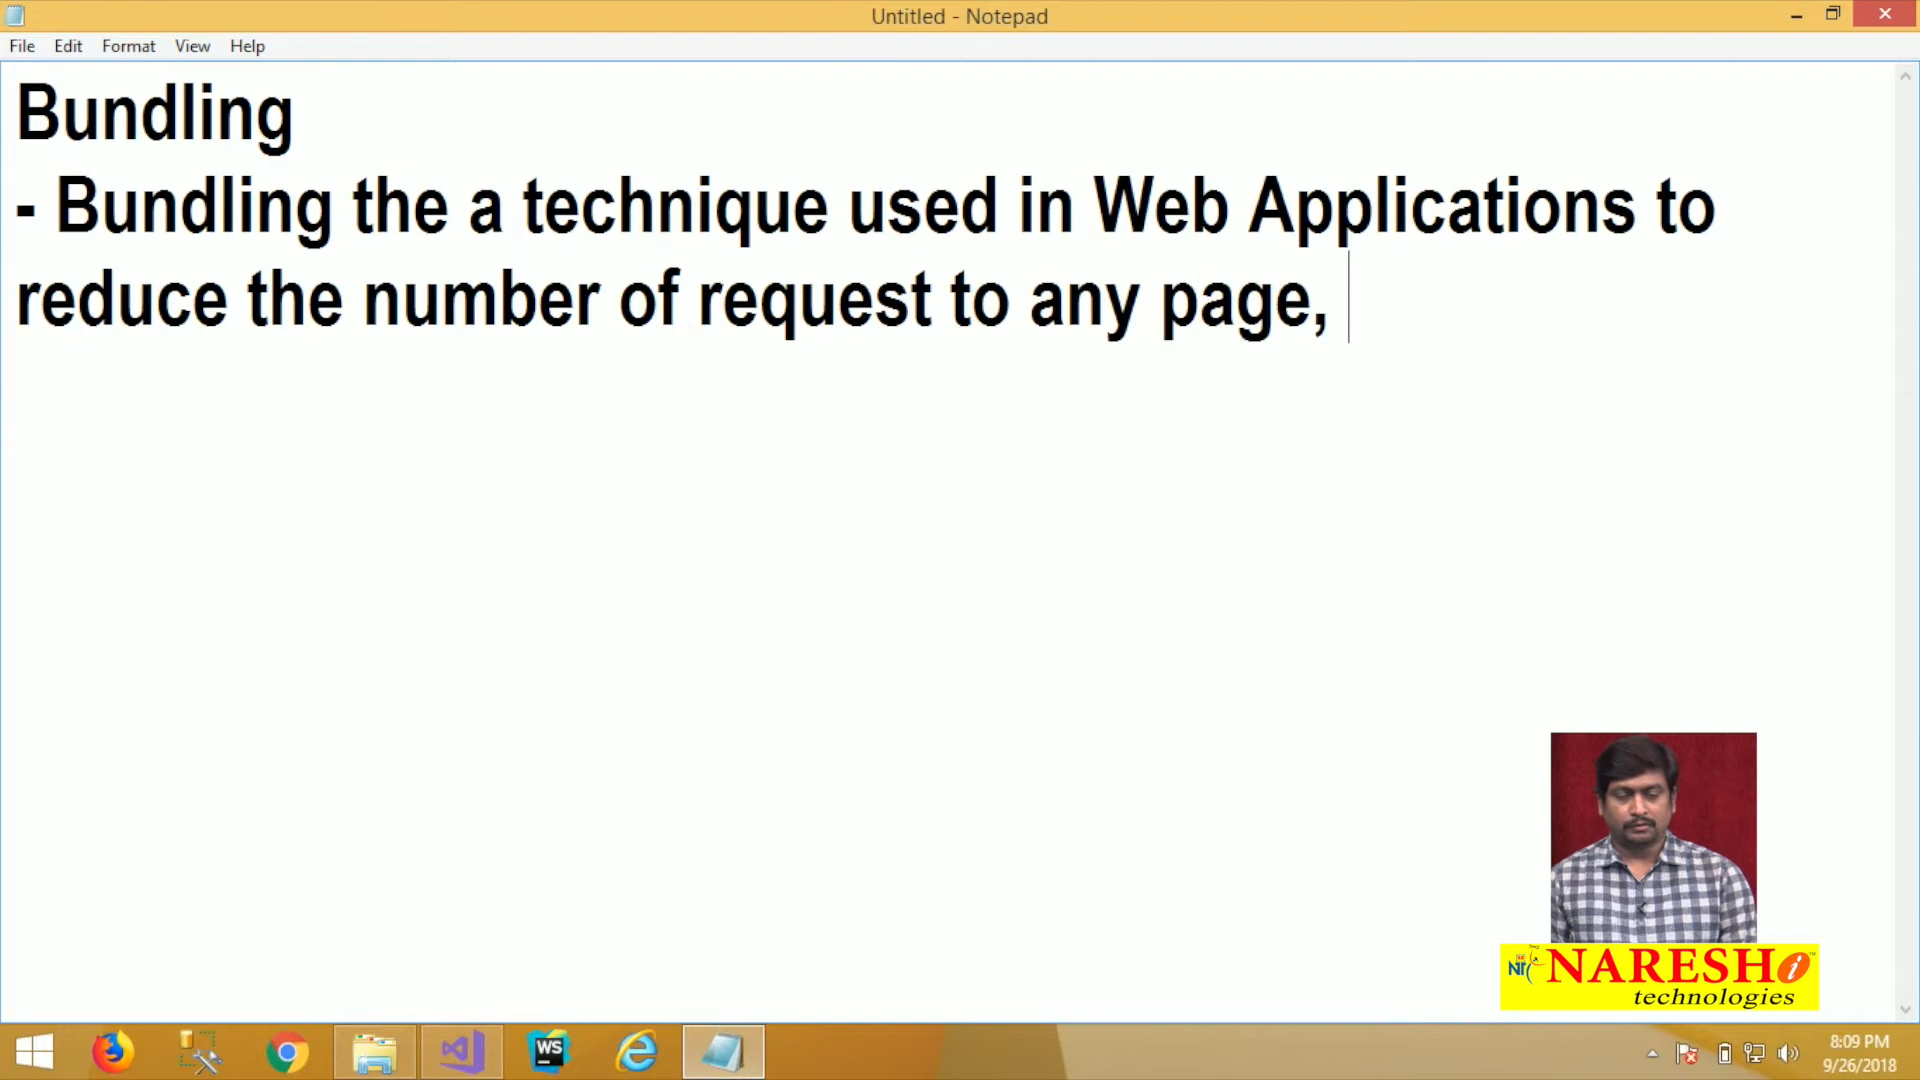 Untitled - Notepad
File Edit Format View Help
Bundling
- Bundling the a technique used in Web Applications to
reduce the number of request to any page,
NARESH i
technologies
WS
8:09 PM
9/26/2018